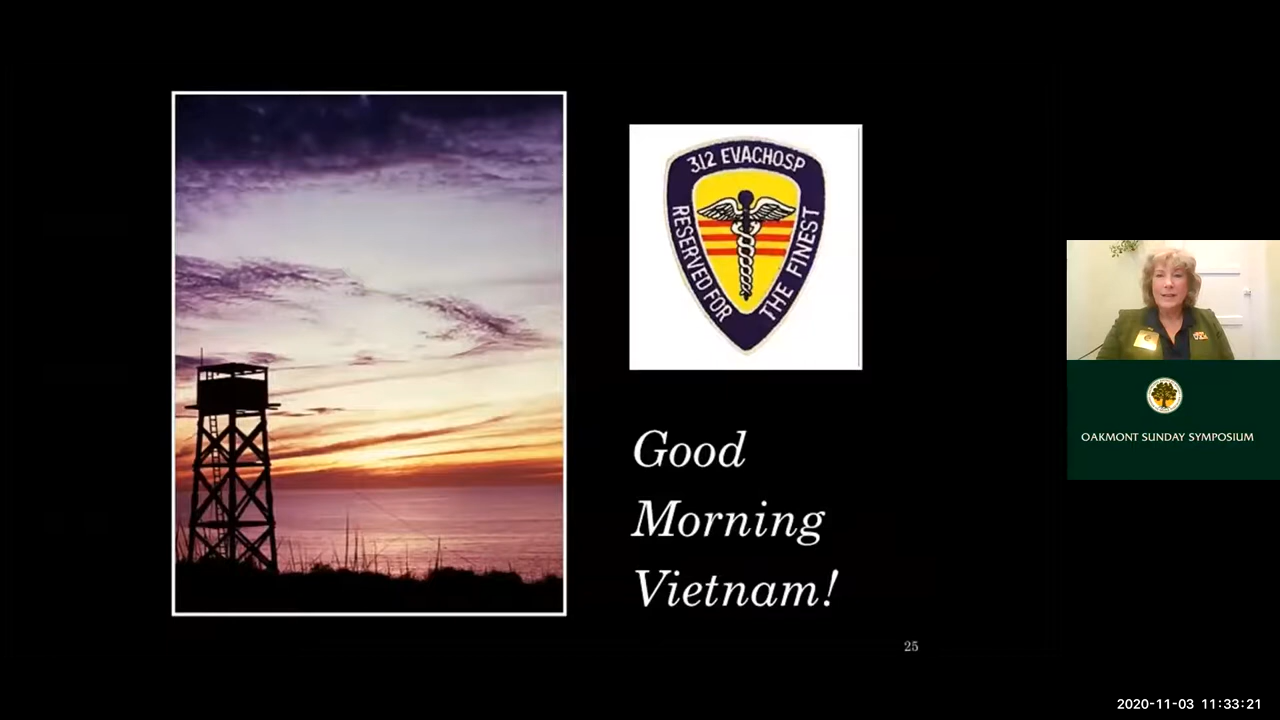 312 EVACHOSP
RESERVED FOR
THE FINEST
Good
Morning
Vietnam!
25
OAKMONT SUNDAY SYMPOSIUM
2020-11-03 11:33:21